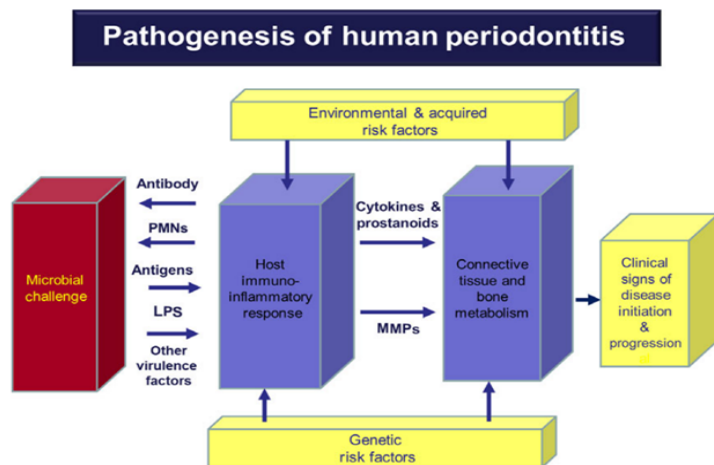 Pathogenesis of human periodontitis
Environmental & acquired
risk factors
Antibody
PMNs
Antigens
LPS
Other
virulence factors
Microbial
challenge
Host
immuno-
inflammatory
response
Cytokines &
prostanoids
MMPs
Connective
tissue and
bone
metabolism
Clinical
signs of
disease
initiation
&
progression
Genetic
risk factors